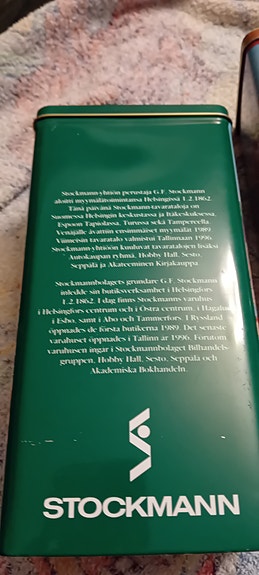 Stockmann-yhtiön perustaja G.F. Stockmann
aloitti myymälätoimintansa Helsingissä 1.2.1862.
Tänä päivänä Stockmann-tavarataloja on
Suomessa Helsingin keskustassa ja Itäkeskuksessa,
Espoon Tapiolassa, Turussa sekä Tampereella.
Venäjälle avattiin ensimmäiset myymälät 1989.
Viimeisin tavaratalo valmistui Tallinnaan 1996.
Stockmann-yhtiöön kuuluvat tavaratalojen lisäksi
Autokaupan ryhmä, Hobby Hall, Sesto,
Seppälä ja Akateeminen Kirjakauppa.
Stockmannbolagets grundare G.F. Stockmann
inledde sin butiksverksamhet i Helsingfors
1.2.1862. I dag finns Stockmanns varuhus
i Helsingfors centrum och i Östra centrum, i Hagalund
i Esbo, samt i Åbo och Tammerfors. I Ryssland
öppnades de första butikerna 1989. Det senaste
varuhuset öppnades i Tallinn år 1996. Förutom
varuhusen ingår i Stockmannbolaget Bilhandels-
gruppen, Hobby Hall, Sesto, Seppälä och
Akademiska Bokhandeln.
STOCKMANN